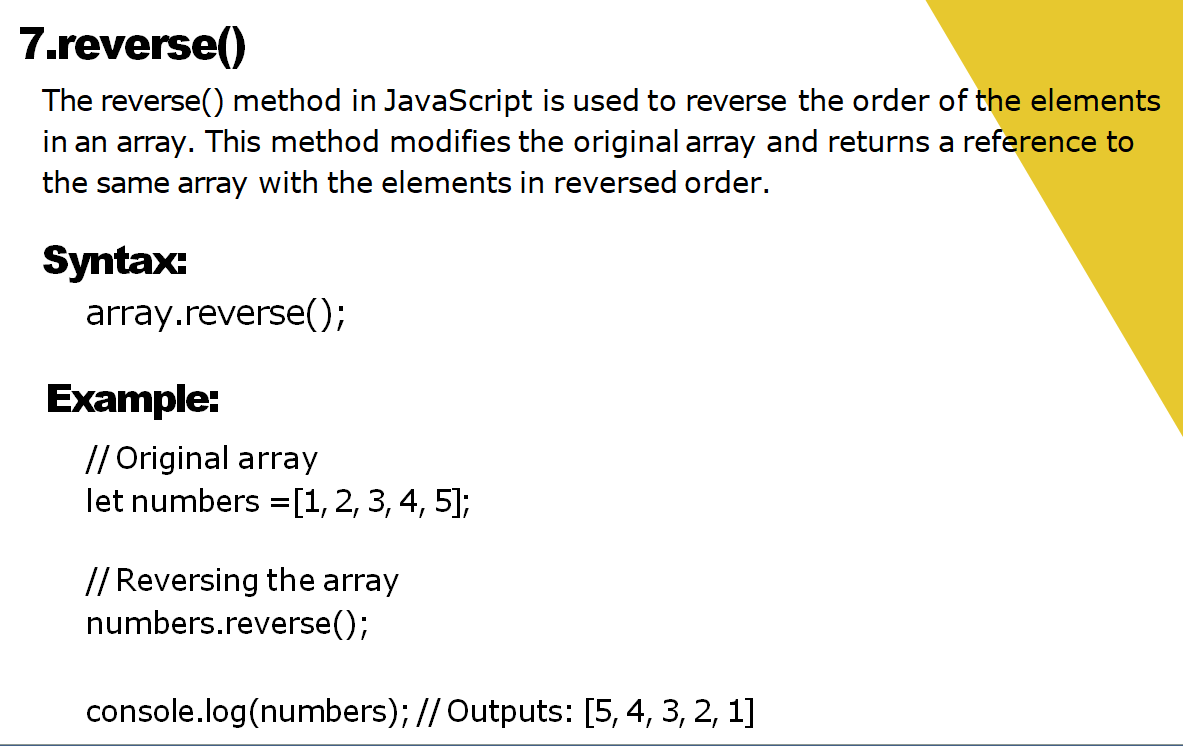 7.reverse()
The reverse() method in JavaScript is used to reverse the order of the elements
in an array. This method modifies the original array and returns a reference to
the same array with the elements in reversed order.
Syntax:
array.reverse();
Example:
// Original array
let numbers =[1, 2, 3, 4, 5];
// Reversing the array
numbers.reverse();
console.log(numbers); // Outputs: [5, 4, 3, 2, 1]